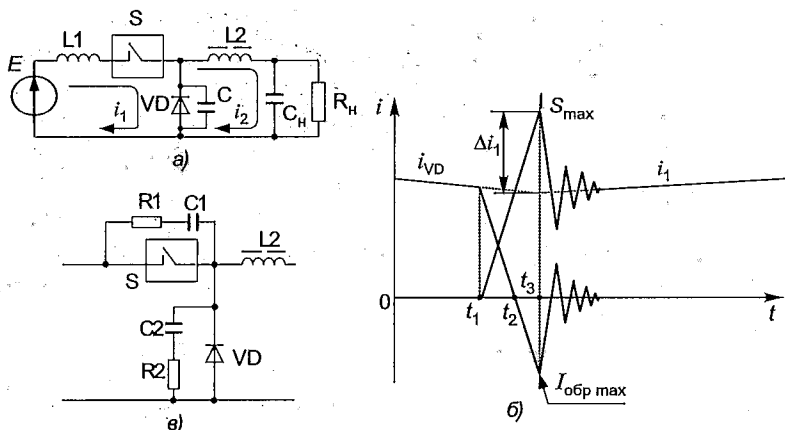 E
L1
S
L2
i₁
VD
C
i₂
Cн
Rн
а)
R1
C1
S
L2
C2
R2
VD
в)
i
Smax
Δi₁
iVD
i₁
0
t₁
t₂
t₃
t
Iобр max
б)